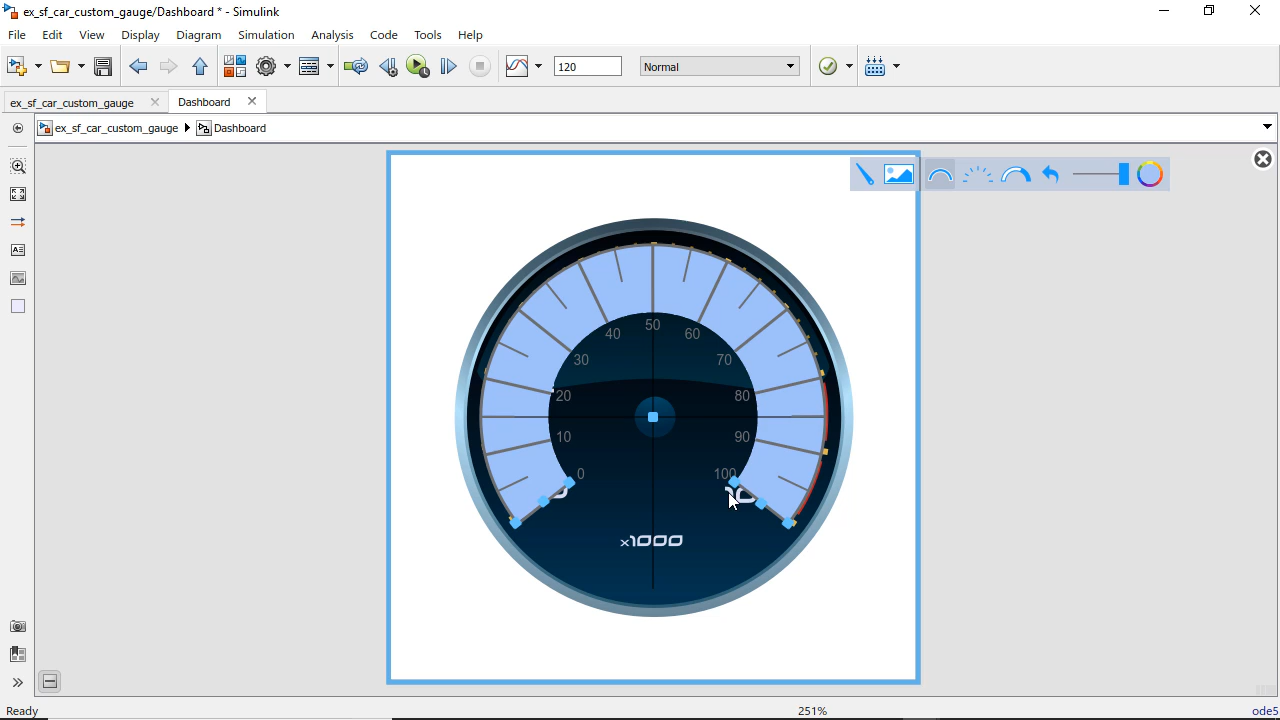 ex_sf_car_custom_gauge/Dashboard * - Simulink
File Edit View Display Diagram Simulation Analysis Code Tools Help
120 Normal
ex_sf_car_custom_gauge Dashboard
ex_sf_car_custom_gauge Dashboard
50
40 60
30 70
20 80
10 90
0 100
x1000
Ready 251% ode5